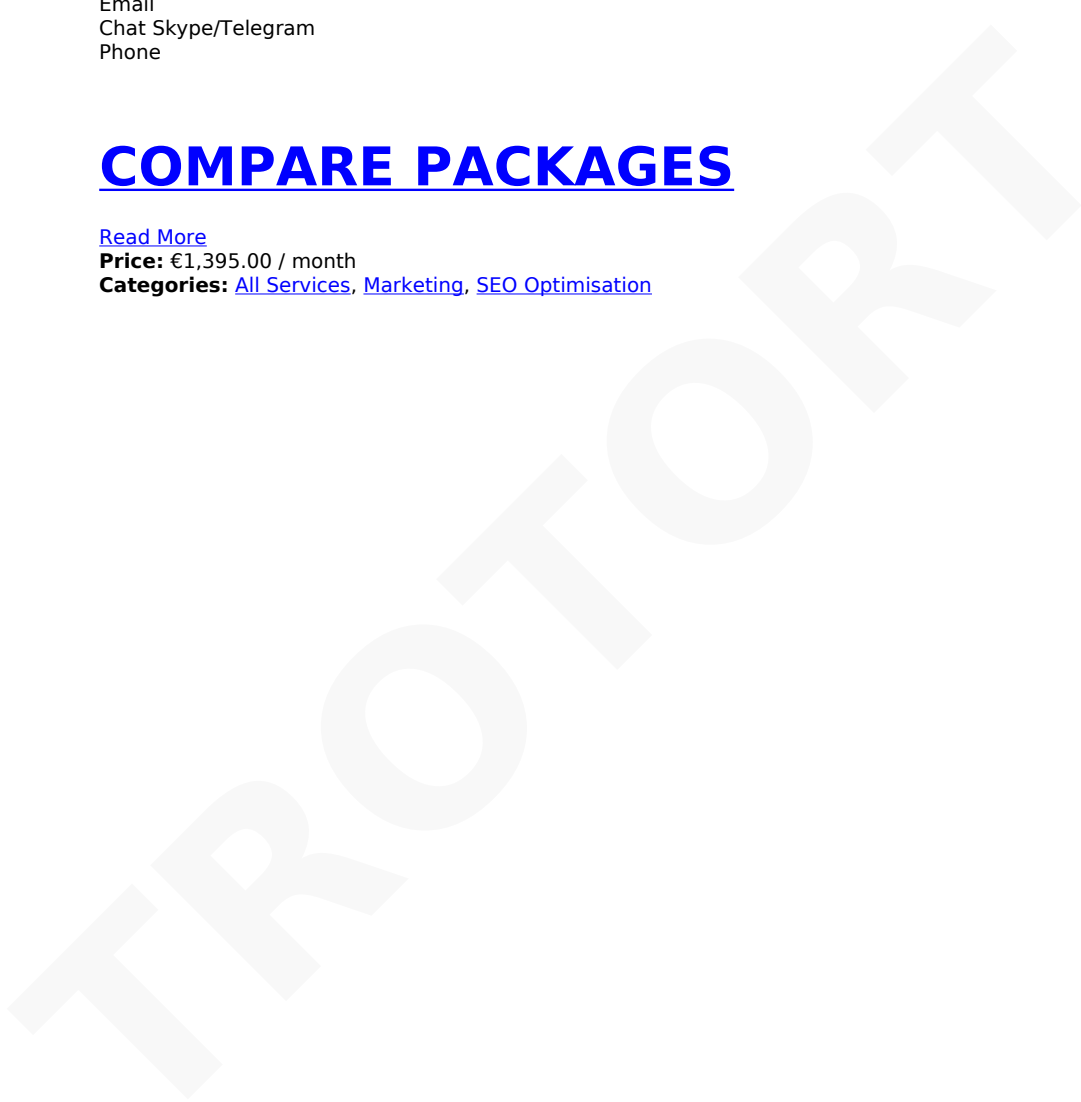 Email
Chat Skype/Telegram
Phone
COMPARE PACKAGES
Read More
Price: €1,395.00 / month
Categories: All Services, Marketing, SEO Optimisation
TROTORT